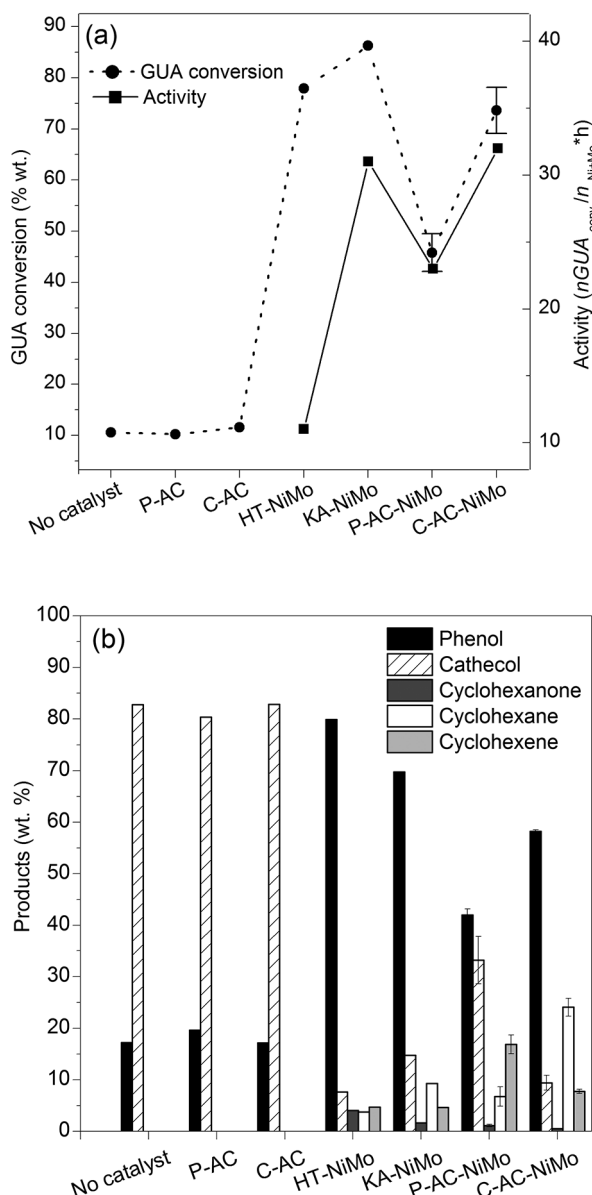 (a)
GUA conversion
Activity
90
80
70
60
50
40
30
20
10
GUA conversion (% wt.)
40
30
20
10
Activity (nGUA conv /n Ni+Mo *h)
No catalyst
P-AC
C-AC
HT-NiMo
KA-NiMo
P-AC-NiMo
C-AC-NiMo
(b)
Phenol
Cathecol
Cyclohexanone
Cyclohexane
Cyclohexene
100
90
80
70
60
50
40
30
20
10
0
Products (wt. %)
No catalyst
P-AC
C-AC
HT-NiMo
KA-NiMo
P-AC-NiMo
C-AC-NiMo